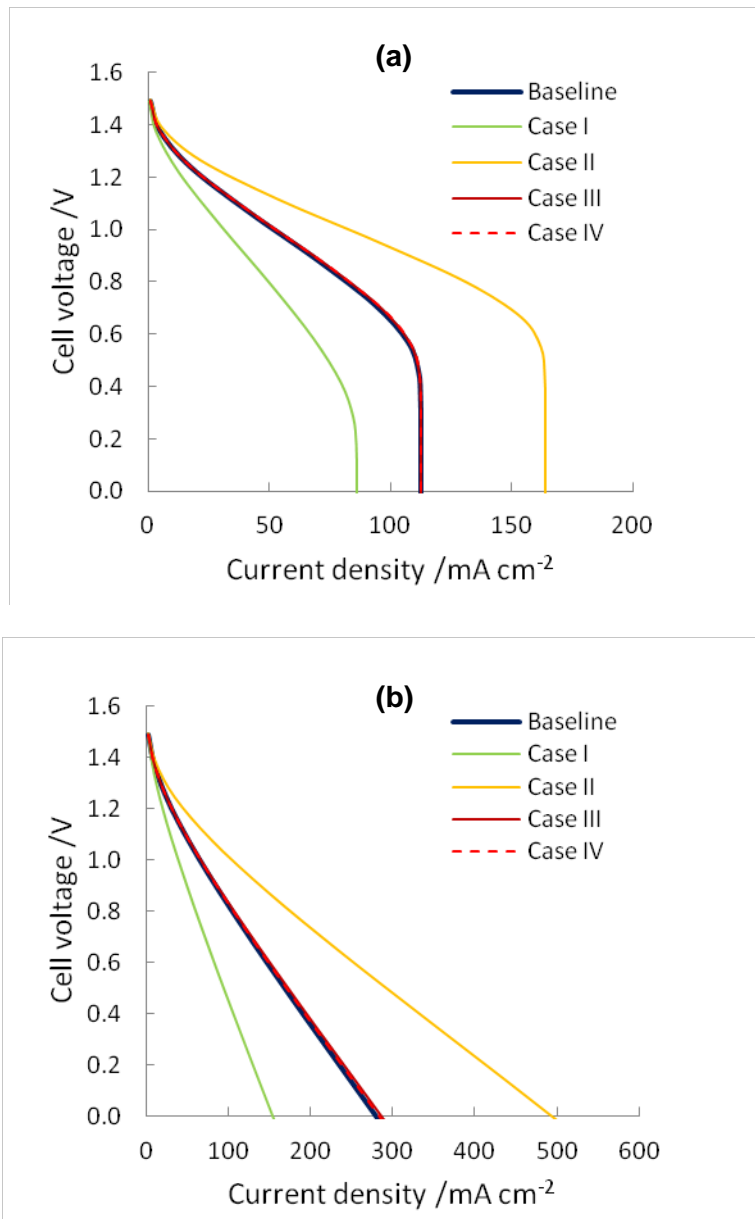 (a)
1.6
1.4
1.2
1.0
0.8
0.6
0.4
0.2
0.0
Cell voltage /V
Baseline
Case I
Case II
Case III
Case IV
0 50 100 150 200
Current density /mA cm-2
(b)
1.6
1.4
1.2
1.0
0.8
0.6
0.4
0.2
0.0
Cell voltage /V
Baseline
Case I
Case II
Case III
Case IV
0 100 200 300 400 500 600
Current density /mA cm-2